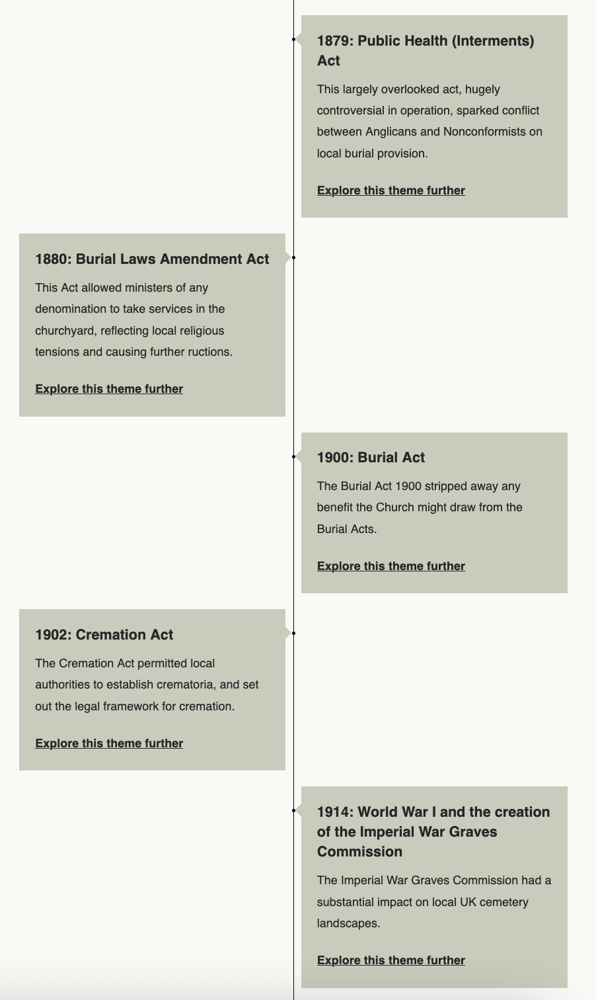 1879: Public Health (Interments)
Act
This largely overlooked act, hugely
controversial in operation, sparked conflict
between Anglicans and Nonconformists on
local burial provision.
Explore this theme further
1880: Burial Laws Amendment Act
This Act allowed ministers of any
denomination to take services in the
churchyard, reflecting local religious
tensions and causing further ructions.
Explore this theme further
1900: Burial Act
The Burial Act 1900 stripped away any
benefit the Church might draw from the
Burial Acts.
Explore this theme further
1902: Cremation Act
The Cremation Act permitted local
authorities to establish crematoria, and set
out the legal framework for cremation.
Explore this theme further
1914: World War I and the creation
of the Imperial War Graves
Commission
The Imperial War Graves Commission had a
substantial impact on local UK cemetery
landscapes.
Explore this theme further